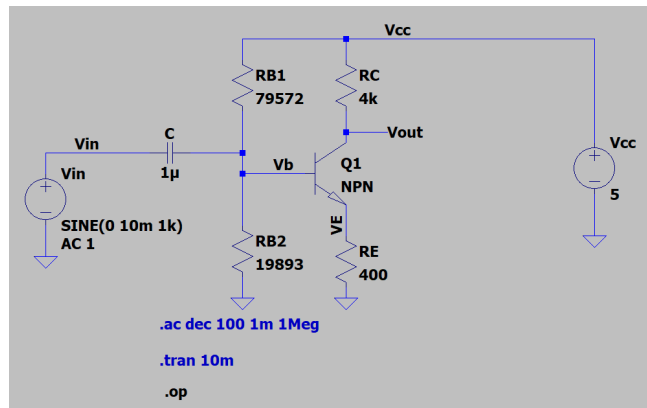 Vcc
RB1
79572
RC
4k
C
Vin
1µ
Vout
Vin
SINE(0 10m 1k)
AC 1
Vb
Q1
NPN
Vcc
5
VE
RB2
19893
RE
400
.ac dec 100 1m 1Meg
.tran 10m
.op